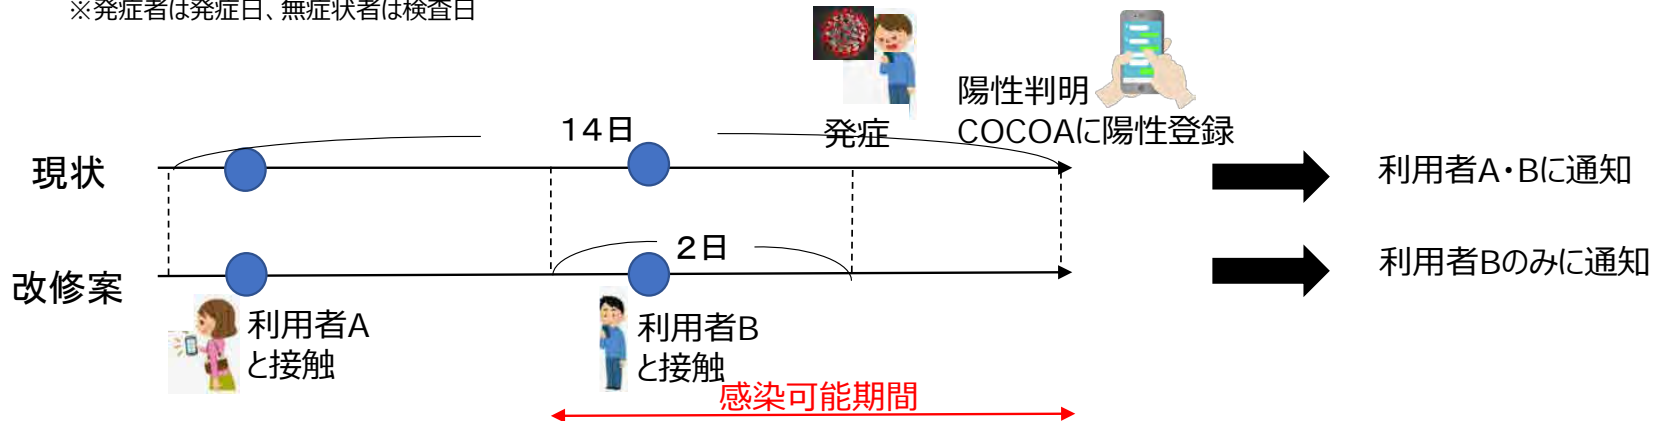 ※発症者は発症日、無症状者は検査日
陽性判明
COCOAに陽性登録
発症
14日
現状
利用者A・Bに通知
2日
改修案
利用者Bのみに通知
利用者A
と接触
利用者B
と接触
感染可能期間